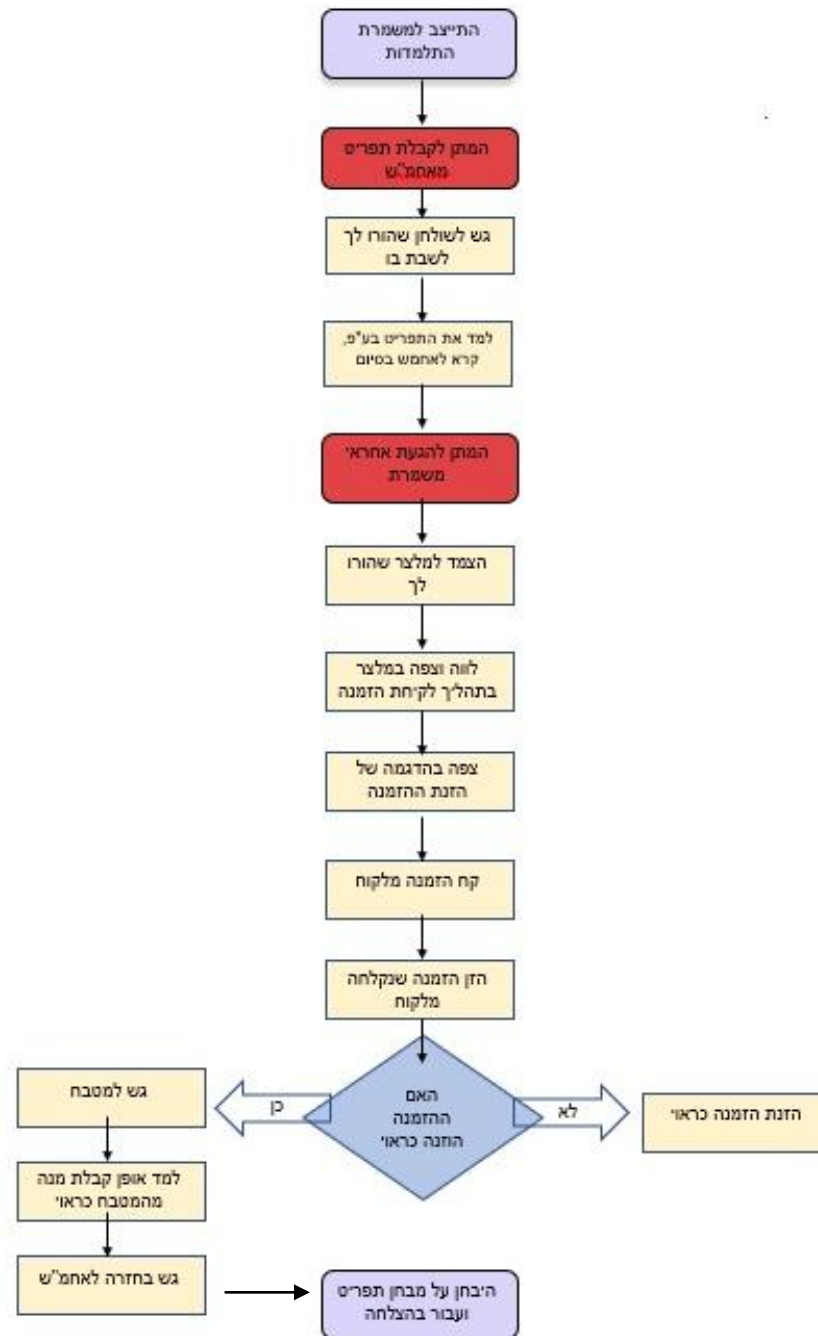 התייצב למשמרת
התלמדות
המתן לקבלת תפריט
מאחמ"ש
גש לשולחן שהורו לך
לשבת בו
למד את התפריט בע"פ,
קרא לאחמש בסיום
המתן להגעת אחראי
משמרת
הצמד למלצר שהורו
לך
לווה וצפה במלצר
בתהליך לקיחת הזמנה
צפה בהדגמה של
הזנת ההזמנה
קח הזמנה מלקוח
הזן הזמנה שנקלחה
מלקוח
האם
ההזמנה
הוזנה כראוי
לא
הזנת הזמנה כראוי
כן
גש למטבח
למד אופן קבלת מנה
מהמטבח כראוי
גש בחזרה לאחמ"ש
היבחן על מבחן תפריט
ועבור בהצלחה